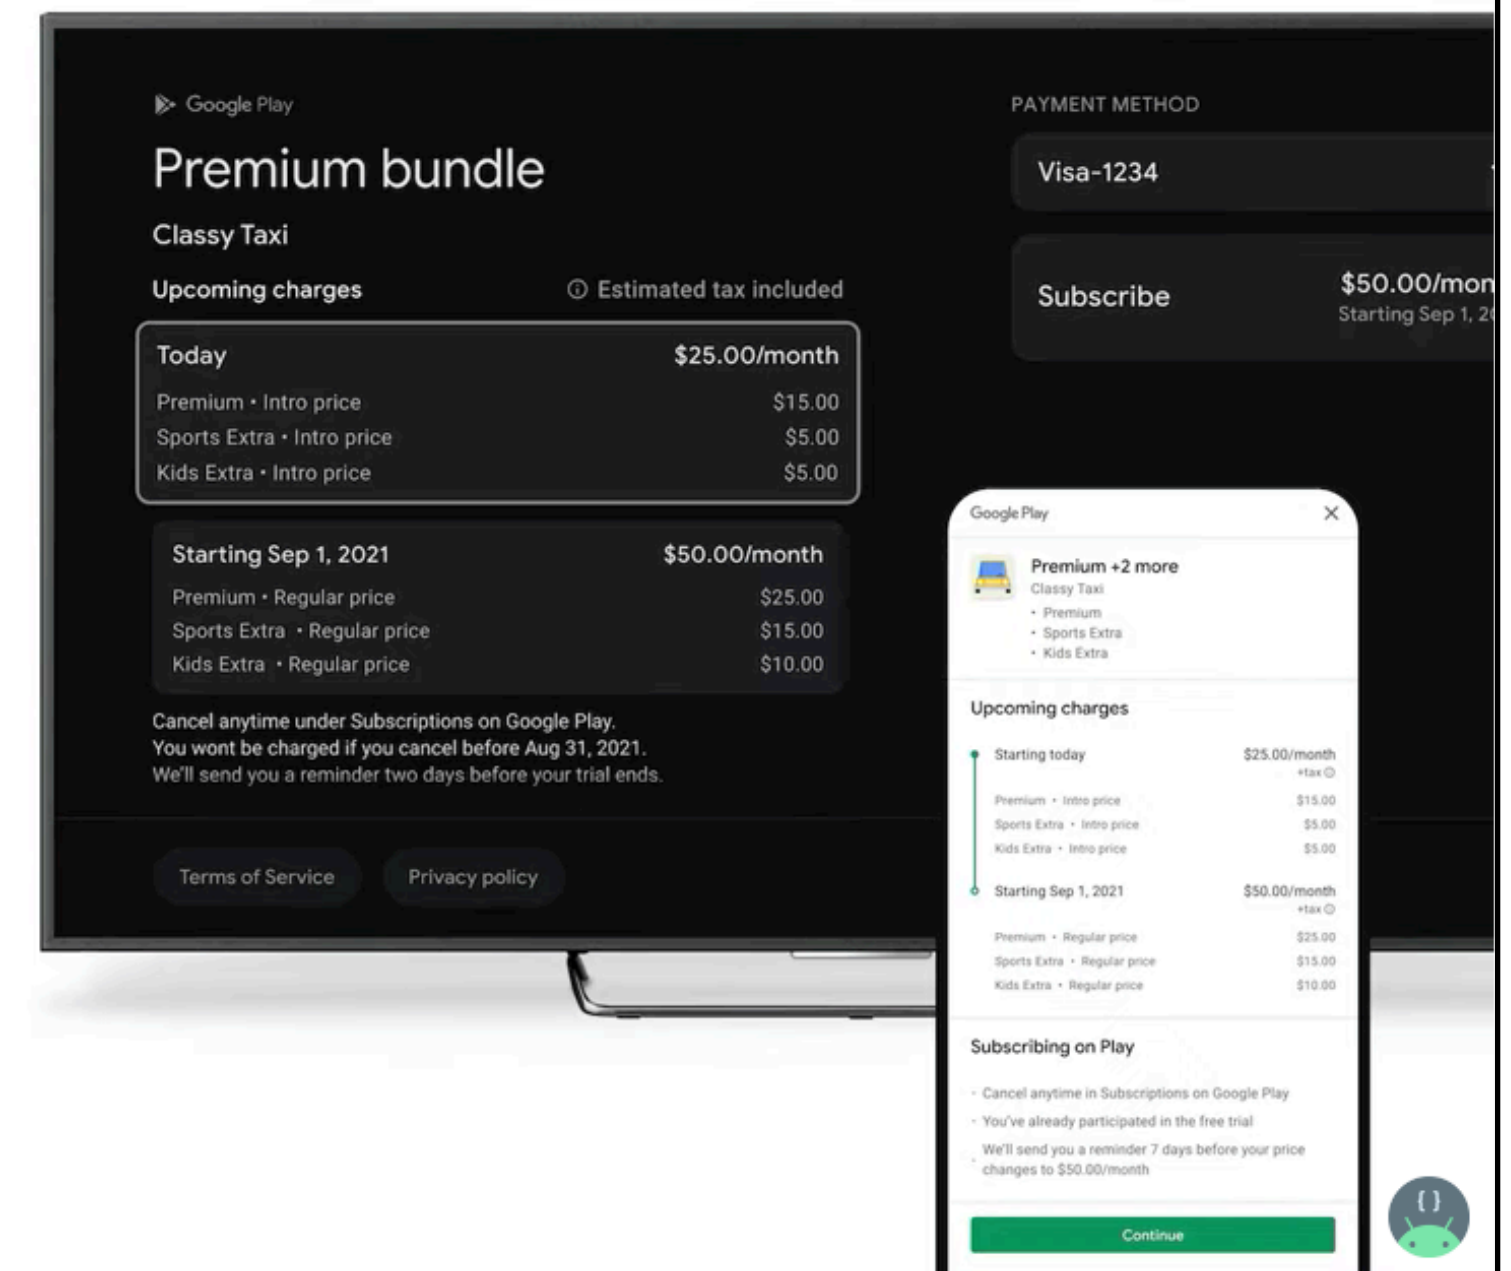 Google Play
Premium bundle
Classy Taxi
Upcoming charges
Estimated tax included
Today $25.00/month
Premium • Intro price $15.00
Sports Extra • Intro price $5.00
Kids Extra • Intro price $5.00
Starting Sep 1, 2021 $50.00/month
Premium • Regular price $25.00
Sports Extra • Regular price $15.00
Kids Extra • Regular price $10.00
Cancel anytime under Subscriptions on Google Play.
You wont be charged if you cancel before Aug 31, 2021.
We'll send you a reminder two days before your trial ends.
Terms of Service
Privacy policy
PAYMENT METHOD
Visa-1234
Subscribe $50.00/mon
Starting Sep 1, 20
Google Play
Premium +2 more
Classy Taxi
• Premium
• Sports Extra
• Kids Extra
Upcoming charges
Starting today $25.00/month
+tax
Premium • Intro price $15.00
Sports Extra • Intro price $5.00
Kids Extra • Intro price $5.00
Starting Sep 1, 2021 $50.00/month
+tax
Premium • Regular price $25.00
Sports Extra • Regular price $15.00
Kids Extra • Regular price $10.00
Subscribing on Play
- Cancel anytime in Subscriptions on Google Play
- You've already participated in the free trial
- We'll send you a reminder 7 days before your price
changes to $50.00/month
Continue
{ }